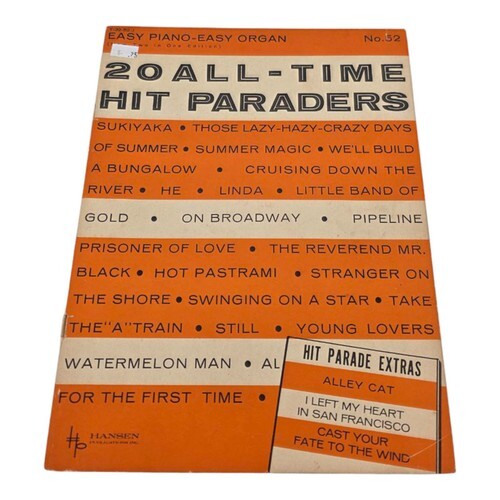 EASY PIANO-EASY ORGAN No.52
in One Edition)
20 ALL-TIME
HIT PARADERS
SUKIYAKA • THOSE LAZY-HAZY-CRAZY DAYS
OF SUMMER • SUMMER MAGIC • WE'LL BUILD
A BUNGALOW • CRUISING DOWN THE
RIVER • HE • LINDA • LITTLE BAND OF
GOLD • ON BROADWAY • PIPELINE
PRISONER OF LOVE • THE REVEREND MR.
BLACK • HOT PASTRAMI • STRANGER ON
THE SHORE • SWINGING ON A STAR • TAKE
THE "A" TRAIN • STILL • YOUNG LOVERS
WATERMELON MAN • AL
FOR THE FIRST TIME •
HIT PARADE EXTRAS
ALLEY CAT
I LEFT MY HEART
IN SAN FRANCISCO
CAST YOUR
FATE TO THE WIND
HANSEN